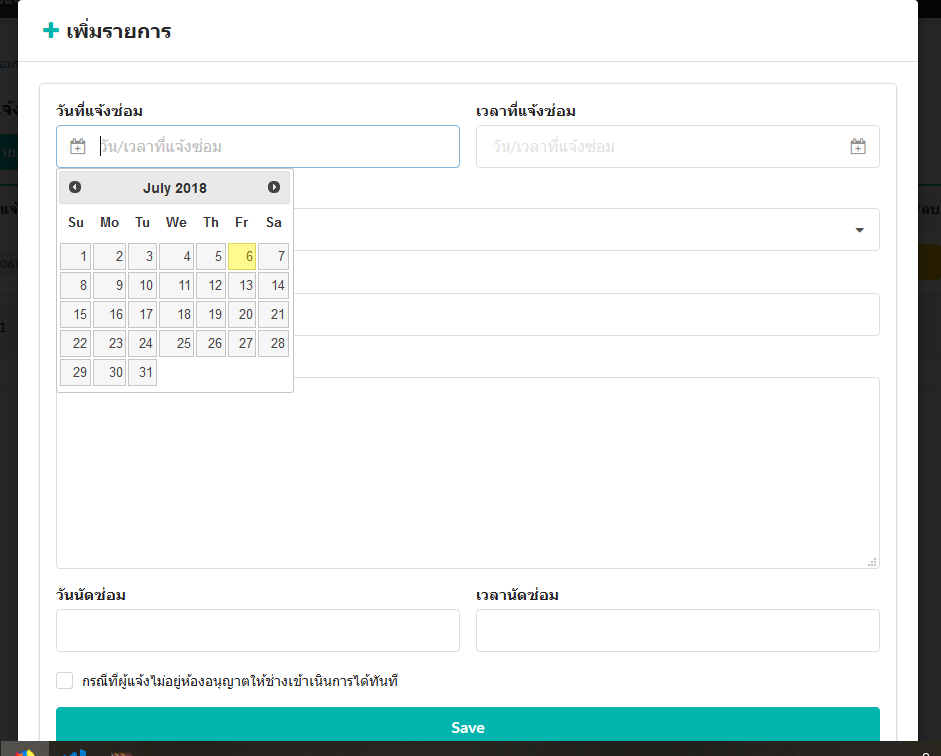 เพิ่มรายการ
วันที่แจ้งซ่อม
เวลาที่แจ้งซ่อม
วัน/เวลาที่แจ้งซ่อม
วัน/เวลาที่แจ้งซ่อม
July 2018
Su Mo Tu We Th Fr Sa
1 2 3 4 5 6 7
8 9 10 11 12 13 14
15 16 17 18 19 20 21
22 23 24 25 26 27 28
29 30 31
วันนัดซ่อม
เวลานัดซ่อม
กรณีที่ผู้แจ้งไม่อยู่ห้องอนุญาตให้ช่างเข้าเนินการได้ทันที
Save